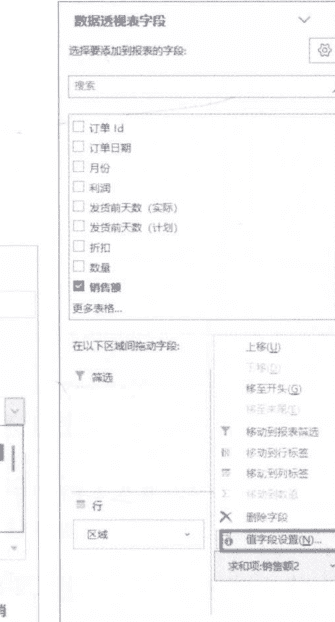 数据透视表字段
选择要添加到报表的字段:
搜索
订单 Id
订单日期
月份
利润
发货前天数 (实际)
发货前天数 (计划)
折扣
数量
销售额
更多表格...
在以下区域间拖动字段:
筛选
上移(U)
下移(D)
移至开头(G)
移至末尾(E)
移动到报表筛选
移动到行标签
移动到列标签
移动到数值
删除字段
值字段设置(N)...
行
区域
求和项:销售额2
销